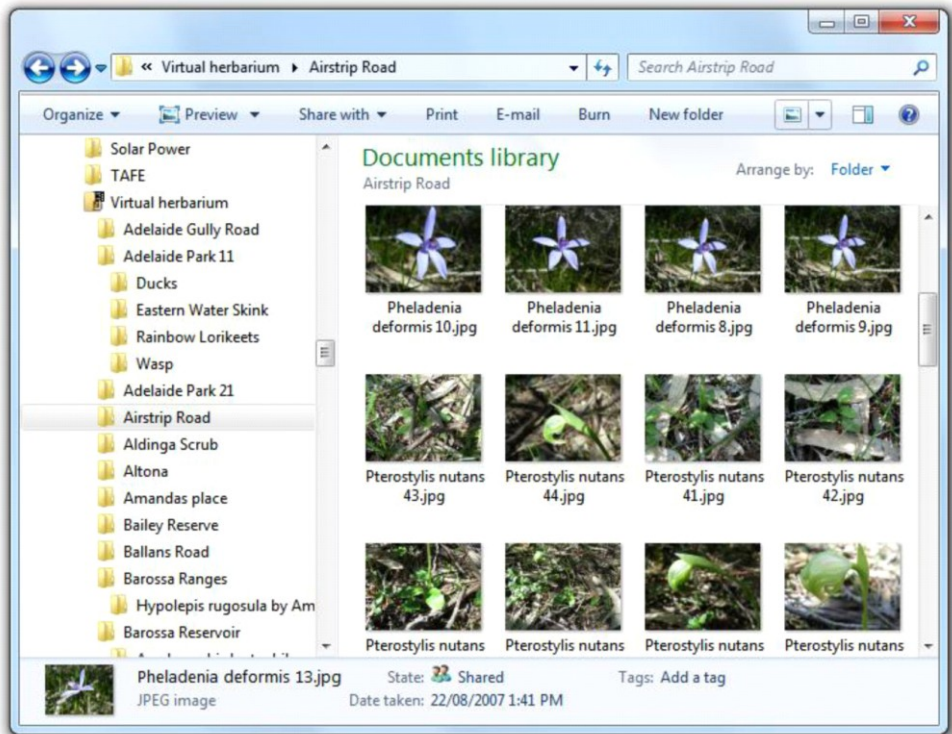 « Virtual herbarium ▸ Airstrip Road
Search Airstrip Road
Organize Preview Share with Print E-mail Burn New folder
Solar Power
TAFE
Virtual herbarium
Adelaide Gully Road
Adelaide Park 11
Ducks
Eastern Water Skink
Rainbow Lorikeets
Wasp
Adelaide Park 21
Airstrip Road
Aldinga Scrub
Altona
Amandas place
Bailey Reserve
Ballans Road
Barossa Ranges
Hypolepis rugosula by Am
Barossa Reservoir
Documents library
Airstrip Road
Arrange by: Folder
Pheladenia
deformis 10.jpg
Pheladenia
deformis 11.jpg
Pheladenia
deformis 8.jpg
Pheladenia
deformis 9.jpg
Pterostylis nutans
43.jpg
Pterostylis nutans
44.jpg
Pterostylis nutans
41.jpg
Pterostylis nutans
42.jpg
Pterostylis nutans
Pterostylis nutans
Pterostylis nutans
Pterostylis nutans
Pheladenia deformis 13.jpg
JPEG image
State: Shared
Date taken: 22/08/2007 1:41 PM
Tags: Add a tag